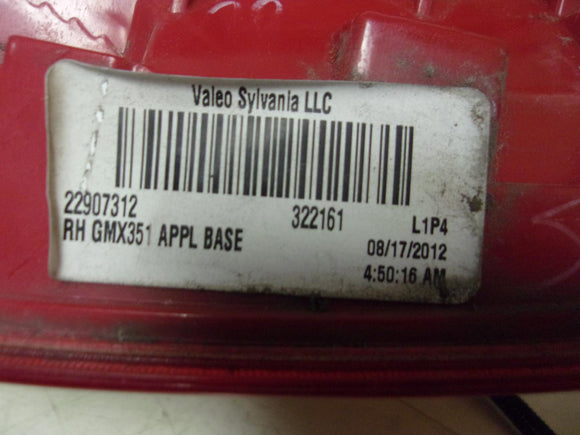 Valeo Sylvania LLC
22907312 322161 L1P4
RH GMX351 APPL BASE 08/17/2012
4:50:16 AM